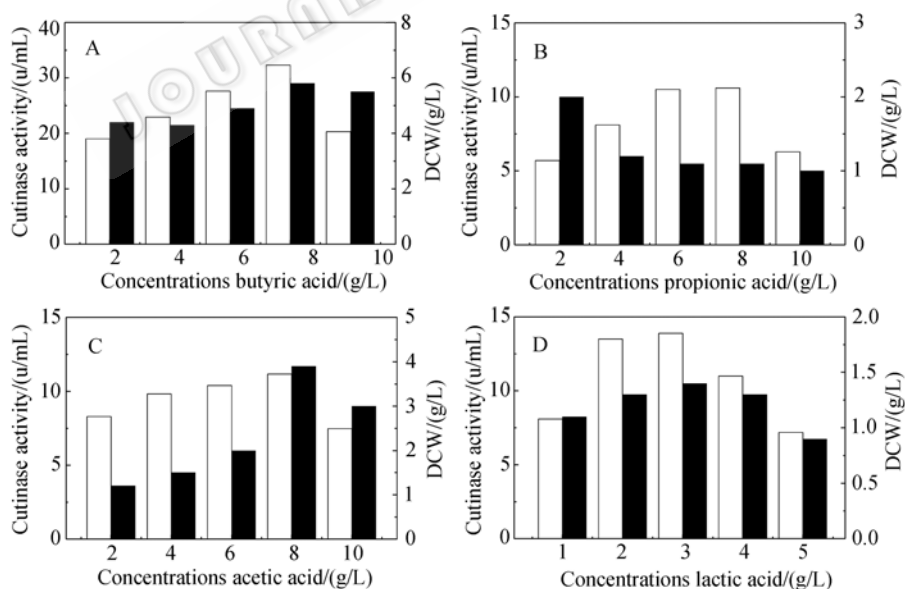 JOURNA
A
40
30
20
10
0
8
6
4
2
0
Cutinase activity/(u/mL)
DCW/(g/L)
2 4 6 8 10
Concentrations butyric acid/(g/L)
B
15
10
5
0
3
2
1
0
Cutinase activity/(u/mL)
DCW/(g/L)
2 4 6 8 10
Concentrations propionic acid/(g/L)
C
15
10
5
0
5
4
3
2
1
0
Cutinase activity/(u/mL)
DCW/(g/L)
2 4 6 8 10
Concentrations acetic acid/(g/L)
D
15
10
5
0
2.0
1.5
1.0
0.5
0.0
Cutinase activity/(u/mL)
DCW/(g/L)
1 2 3 4 5
Concentrations lactic acid/(g/L)